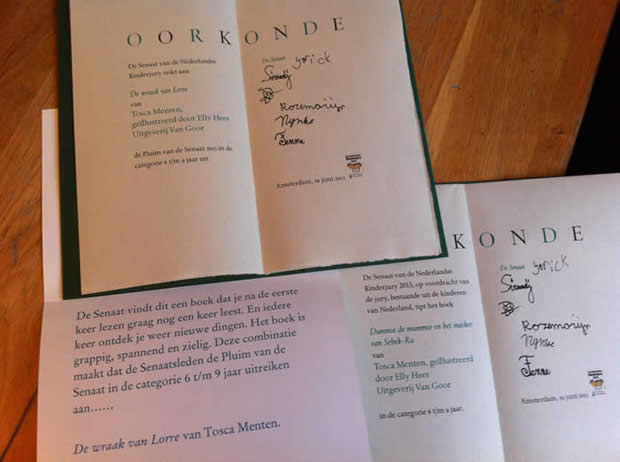 OORKONDE
De Senaat van de Nederlandse
Kinderjury reikt aan
De wraak van Lorre
van
Tosca Menten,
geïllustreerd door Elly Hees
Uitgeverij Van Goor
de Pluim van de Senaat 2013 in de
categorie 6 t/m 9 jaar uit
De Senaat
Yorick
Rozemarijn
Nynke
Fenne
Amsterdam, 19 juni 2013
De Senaat vindt dit een boek dat je na de eerste
keer lezen graag nog een keer leest. En iedere
keer ontdek je weer nieuwe dingen. Het boek is
grappig, spannend en zielig. Deze combinatie
maakt dat de Senaatsleden de Pluim van de
Senaat in de categorie 6 t/m 9 jaar uitreiken
aan......
De wraak van Lorre van Tosca Menten.
KONDE
De Senaat van de Nederlandse
Kinderjury 2013, op voordracht van
de jury, bestaande uit de kinderen
van Nederland, tipt het boek
Dummie de mummie en het masker
van Sebek-Ra
van
Tosca Menten, geïllustreerd
door Elly Hees
Uitgeverij Van Goor
in de categorie 6 t/m 9 jaar.
De Senaat
Yorick
Rozemarijn
Nynke
Fenne
Amsterdam, 19 juni 2013